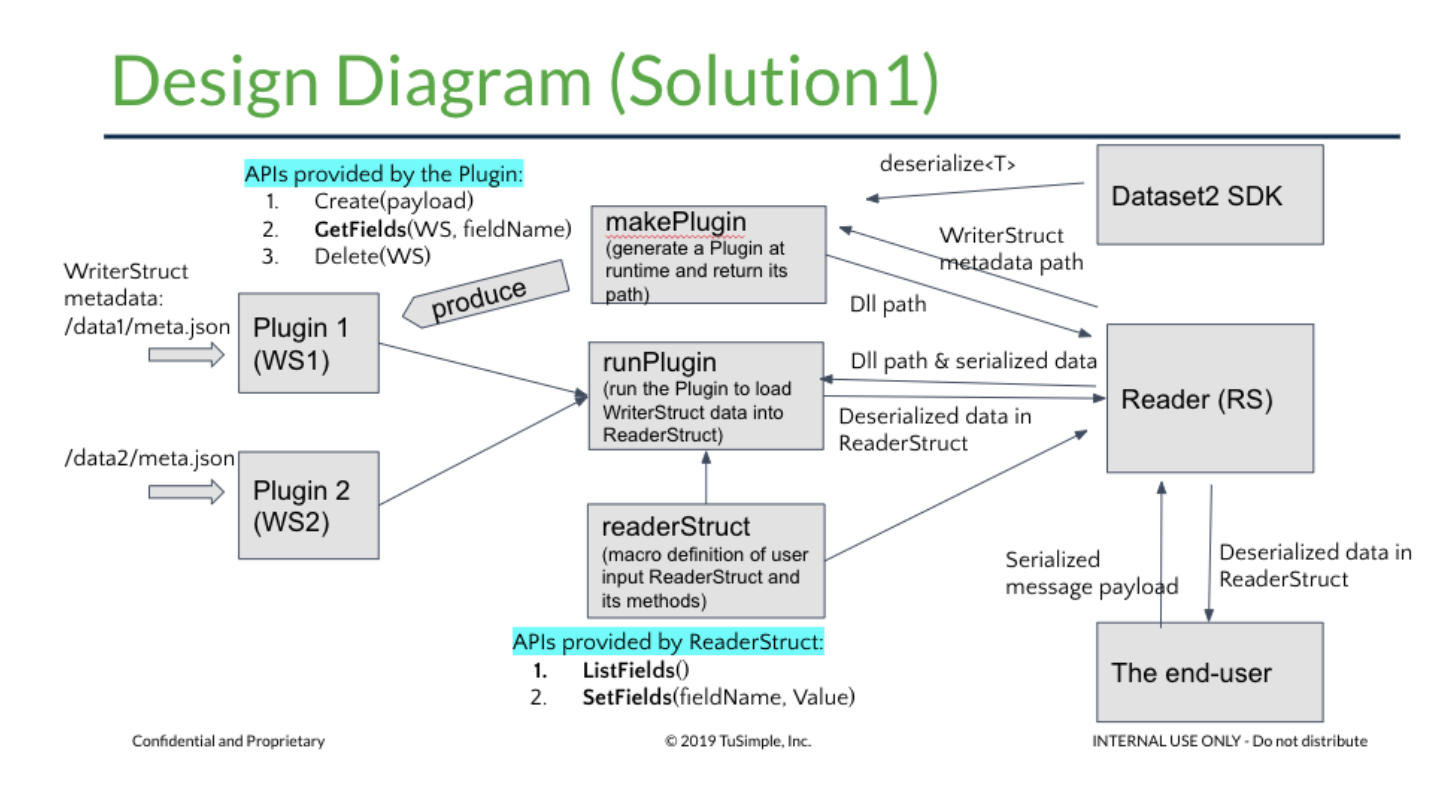 Design Diagram (Solution1)
APIs provided by the Plugin:
1. Create(payload)
2. GetFields(WS, fieldName)
3. Delete(WS)
WriterStruct
metadata:
/data1/meta.json
Plugin 1
(WS1)
/data2/meta.json
Plugin 2
(WS2)
produce
makePlugin
(generate a Plugin at
runtime and return its
path)
runPlugin
(run the Plugin to load
WriterStruct data into
ReaderStruct)
readerStruct
(macro definition of user
input ReaderStruct and
its methods)
APIs provided by ReaderStruct:
1. ListFields()
2. SetFields(fieldName, Value)
deserialize<T>
Dataset2 SDK
WriterStruct
metadata path
Dll path
Dll path & serialized data
Reader (RS)
Deserialized data in
ReaderStruct
Serialized
message payload
Deserialized data in
ReaderStruct
The end-user
Confidential and Proprietary
© 2019 TuSimple, Inc.
INTERNAL USE ONLY - Do not distribute